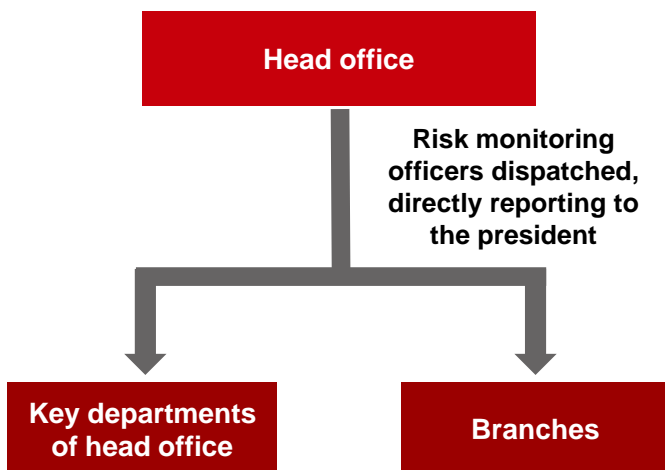 Head office
Risk monitoring
officers dispatched,
directly reporting to
the president
Key departments
of head office
Branches